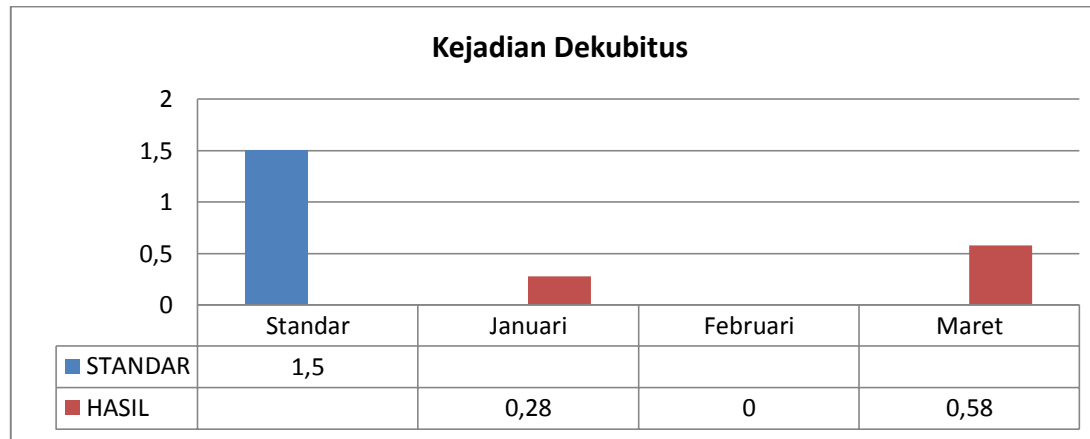 Kejadian Dekubitus
2
1,5
1
0,5
0
Standar Januari Februari Maret
STANDAR 1,5
HASIL 0,28 0 0,58